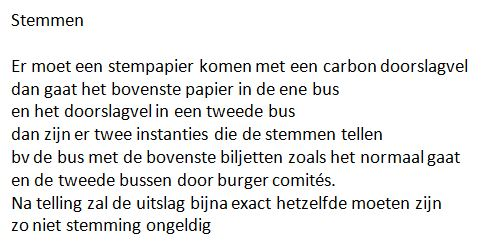 Stemmen
Er moet een stempapier komen met een carbon doorslagvel
dan gaat het bovenste papier in de ene bus
en het doorslagvel in een tweede bus
dan zijn er twee instanties die de stemmen tellen
bv de bus met de bovenste biljetten zoals het normaal gaat
en de tweede bussen door burger comités.
Na telling zal de uitslag bijna exact hetzelfde moeten zijn
zo niet stemming ongeldig